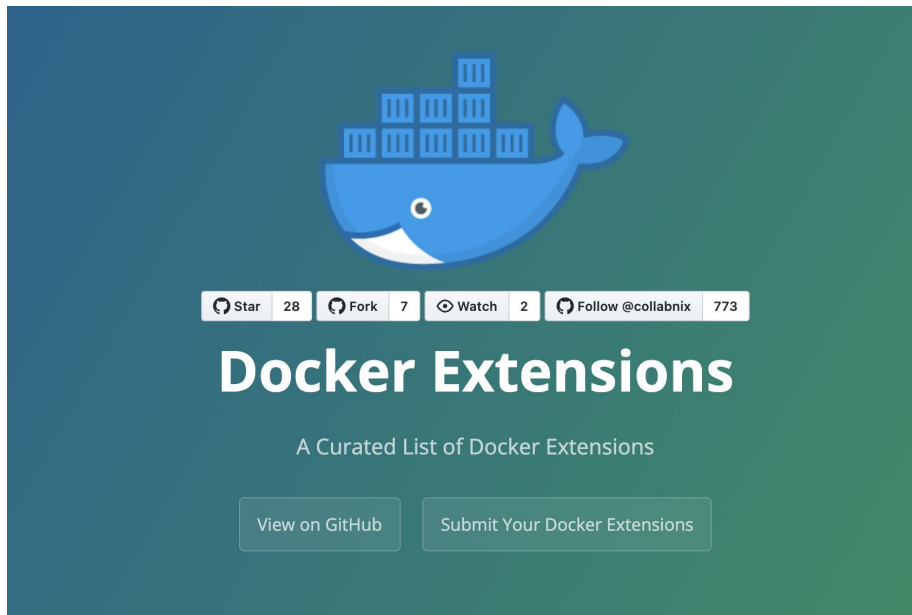 Star 28 Fork 7 Watch 2 Follow @collabnix 773
Docker Extensions
A Curated List of Docker Extensions
View on GitHub Submit Your Docker Extensions